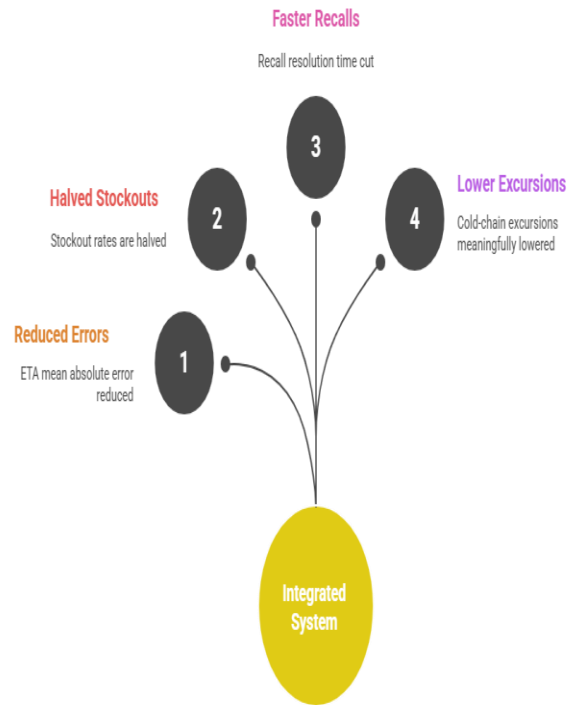 Faster Recalls
Recall resolution time cut
3
Halved Stockouts
Stockout rates are halved
2
Lower Excursions
Cold-chain excursions
meaningfully lowered
4
Reduced Errors
ETA mean absolute error
reduced
1
Integrated
System